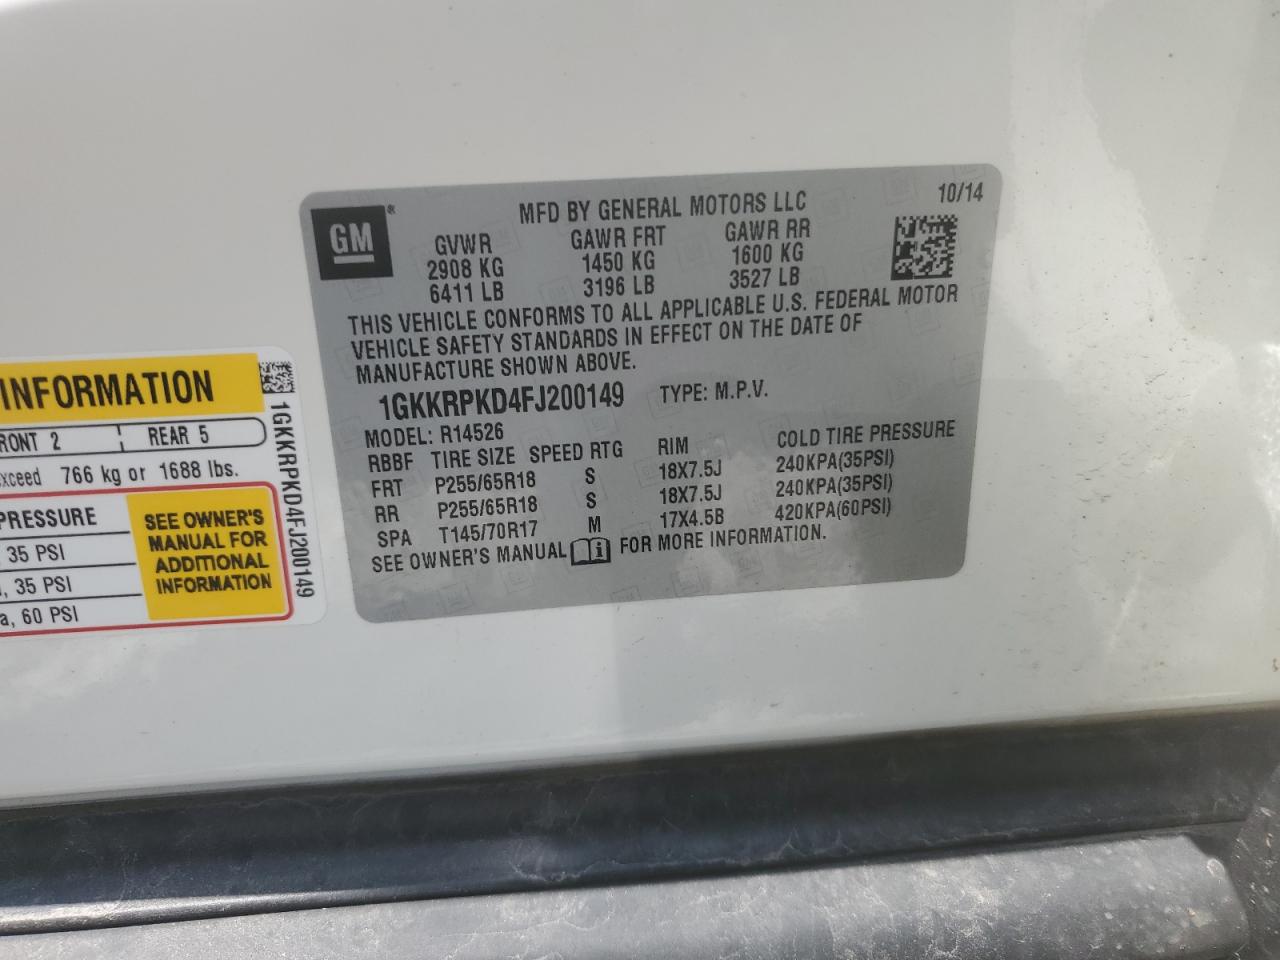 GM®
MFD BY GENERAL MOTORS LLC
10/14
GVWR GAWR FRT GAWR RR
2908 KG 1450 KG 1600 KG
6411 LB 3196 LB 3527 LB
THIS VEHICLE CONFORMS TO ALL APPLICABLE U.S. FEDERAL MOTOR
VEHICLE SAFETY STANDARDS IN EFFECT ON THE DATE OF
MANUFACTURE SHOWN ABOVE.
1GKKRPKD4FJ200149 TYPE: M.P.V.
MODEL: R14526
RBBF TIRE SIZE SPEED RTG RIM COLD TIRE PRESSURE
FRT P255/65R18 S 18X7.5J 240KPA(35PSI)
RR P255/65R18 S 18X7.5J 240KPA(35PSI)
SPA T145/70R17 M 17X4.5B 420KPA(60PSI)
SEE OWNER'S MANUAL FOR MORE INFORMATION.
INFORMATION
RONT 2 REAR 5
xceed 766 kg or 1688 lbs.
PRESSURE
35 PSI
35 PSI
a, 60 PSI
SEE OWNER'S
MANUAL FOR
ADDITIONAL
INFORMATION
1GKKRPKD4FJ200149